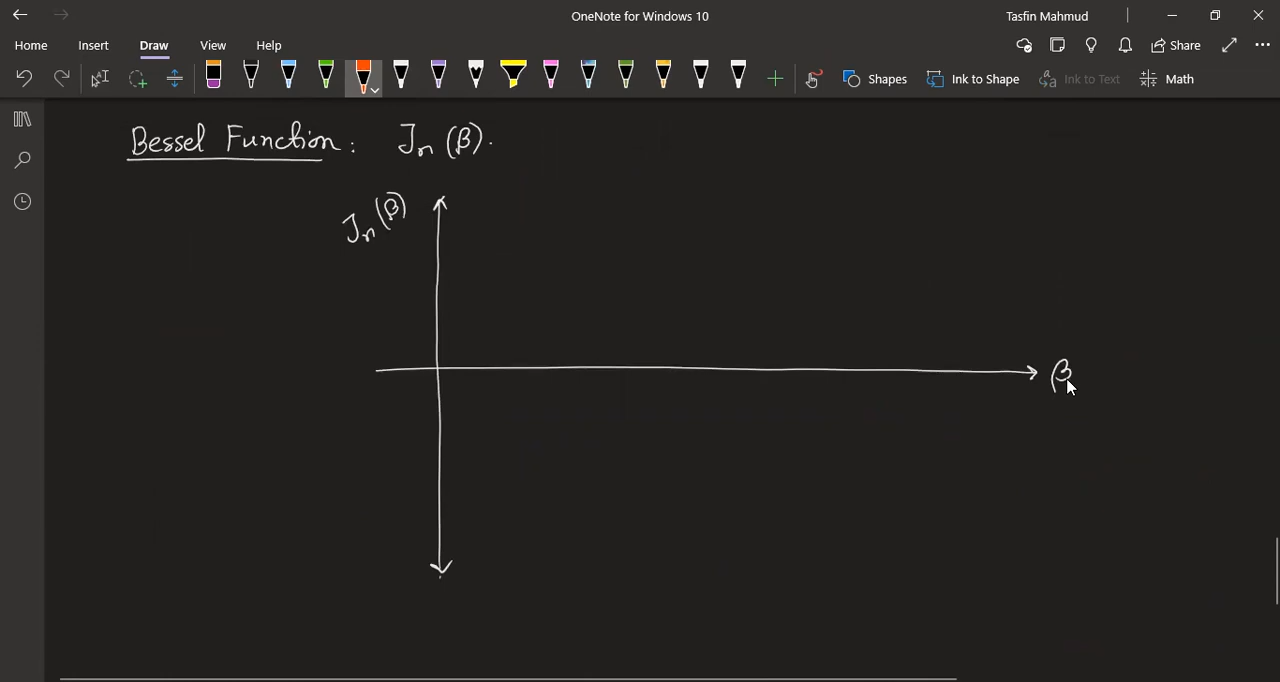 OneNote for Windows 10
Tasfin Mahmud
Home Insert Draw View Help
Share
Shapes Ink to Shape Ink to Text Math
Bessel Function: Jn (β).
Jn(β)
β